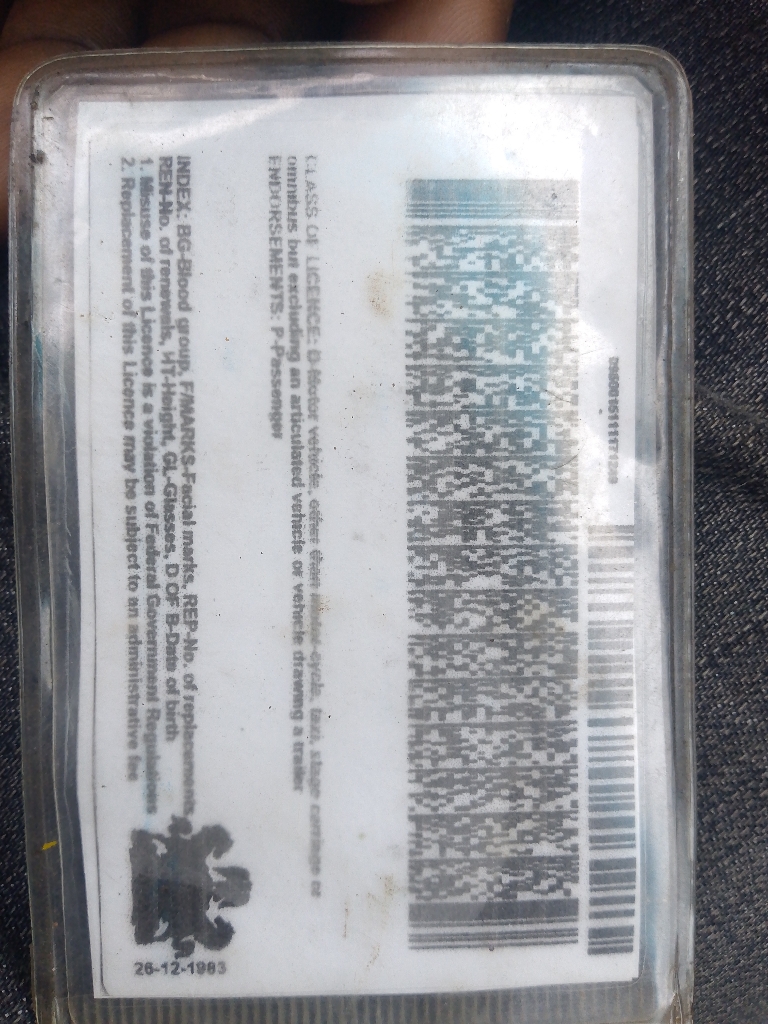 CLASS OF LICENCE: D-Motor vehicle, other than motor-cycle, taxi, stage carriage or
omnibus but excluding an articulated vehicle or vehicle drawing a trailer
ENDORSEMENTS: P-Passenger
INDEX: BG-Blood group, F/MARKS-Facial marks, REP-No. of replacements,
REN-No. of renewals, HT-Height, GL-Glasses, D OF B-Date of birth
1. Misuse of this Licence is a violation of Federal Government Regulations
2. Replacement of this Licence may be subject to an administrative fee
26-12-1983